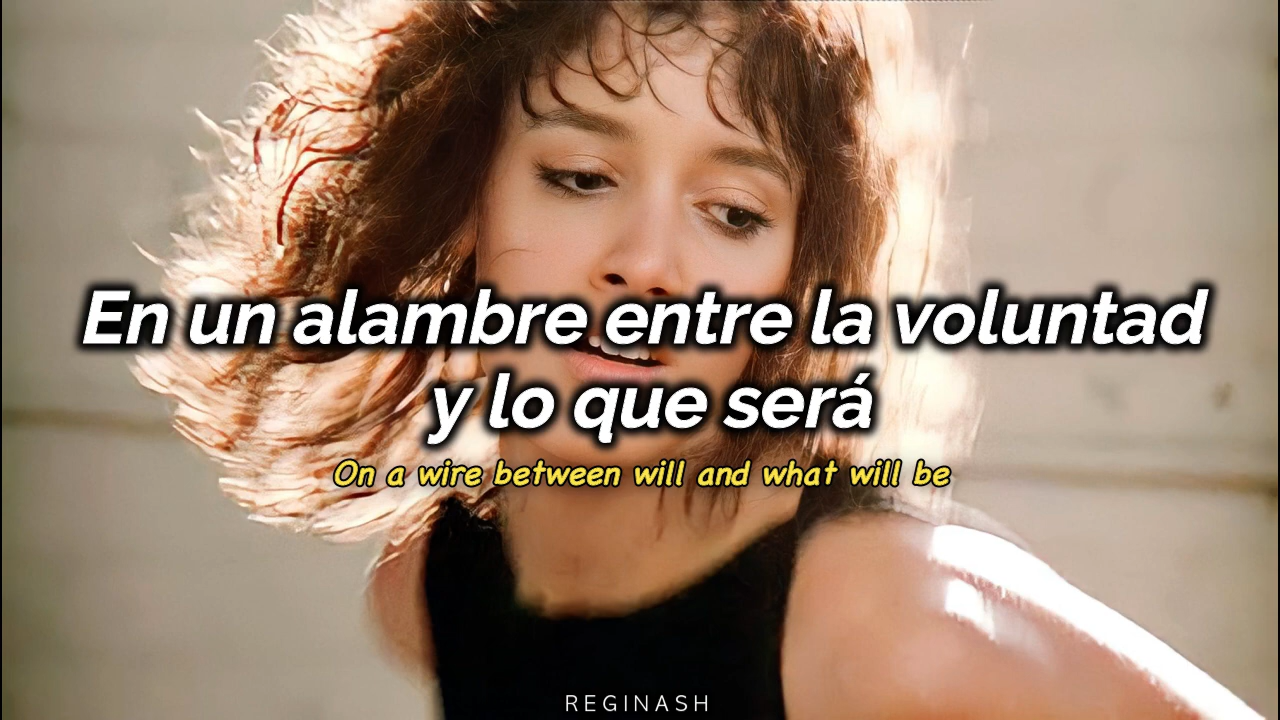 En un alambre entre la voluntad
y lo que será
On a wire between will and what will be
REGINASH